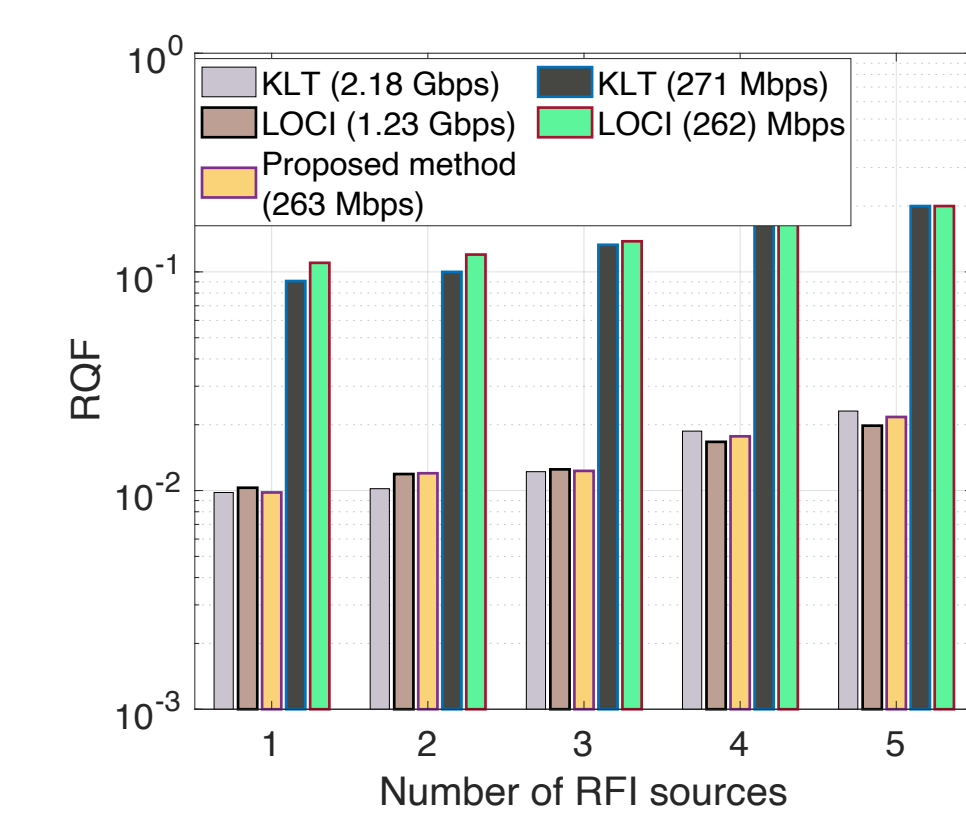 10^0
KLT (2.18 Gbps)
KLT (271 Mbps)
LOCI (1.23 Gbps)
LOCI (262) Mbps
Proposed method
(263 Mbps)
10^-1
RQF
10^-2
10^-3
1 2 3 4 5
Number of RFI sources